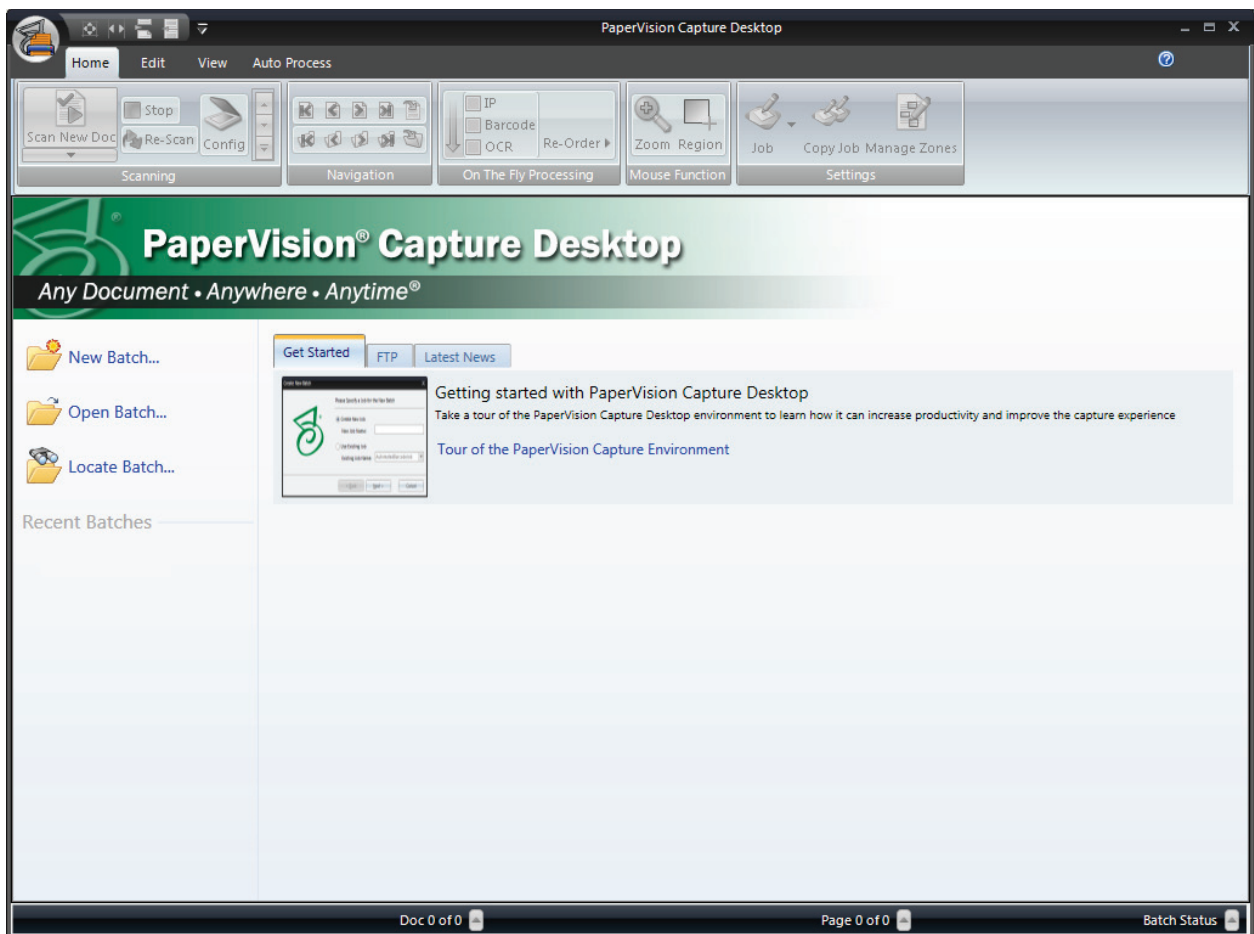 PaperVision Capture Desktop
Home Edit View Auto Process
Scan New Doc Stop Re-Scan Config
Scanning
Navigation
IP
Barcode
OCR Re-Order
On The Fly Processing
Zoom Region
Mouse Function
Job Copy Job Manage Zones
Settings
PaperVision® Capture Desktop
Any Document • Anywhere • Anytime®
New Batch...
Open Batch...
Locate Batch...
Recent Batches
Get Started FTP Latest News
Getting started with PaperVision Capture Desktop
Take a tour of the PaperVision Capture Desktop environment to learn how it can increase productivity and improve the capture experience
Tour of the PaperVision Capture Environment
Doc 0 of 0 Page 0 of 0 Batch Status